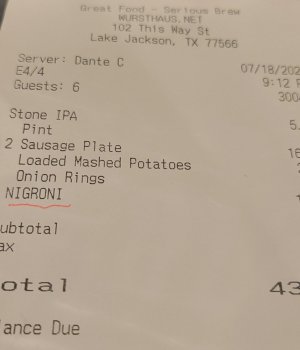 Great Food - Serious Brew
WURSTHAUS.NET
102 This Way St
Lake Jackson, TX 77566
Server: Dante C 07/18/202
E4/4 9:12 P
Guests: 6 300
Stone IPA 5.
Pint
2 Sausage Plate 16
Loaded Mashed Potatoes
Onion Rings
NIGRONI
ubtotal
ax
otal 43
lance Due